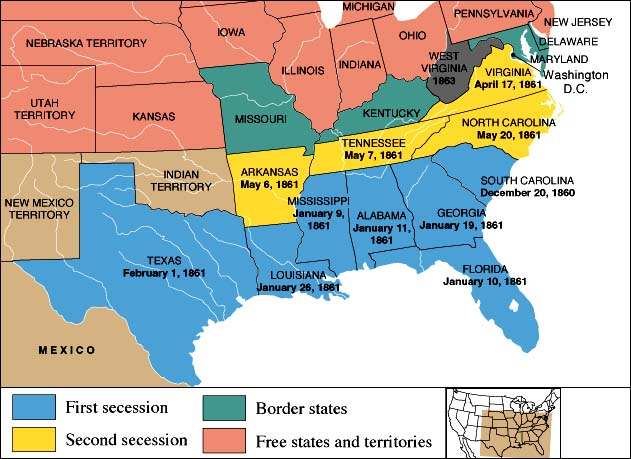 MICHIGAN
PENNSYLVANIA
NEW JERSEY
IOWA
OHIO
NEBRASKA TERRITORY
ILLINOIS
INDIANA
WEST
VIRGINIA
1863
DELAWARE
MARYLAND
Washington
D.C.
VIRGINIA
April 17, 1861
UTAH
TERRITORY
KANSAS
MISSOURI
KENTUCKY
NORTH CAROLINA
May 20, 1861
TENNESSEE
May 7, 1861
INDIAN
TERRITORY
ARKANSAS
May 6, 1861
SOUTH CAROLINA
December 20, 1860
NEW MEXICO
TERRITORY
MISSISSIPPI
January 9,
1861
ALABAMA
January 11,
1861
GEORGIA
January 19, 1861
TEXAS
February 1, 1861
LOUISIANA
January 26, 1861
FLORIDA
January 10, 1861
MEXICO
First secession
Border states
Second secession
Free states and territories